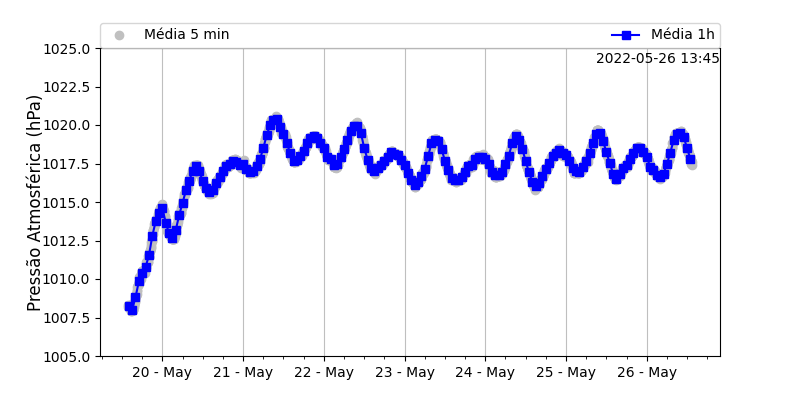 Média 5 min
Média 1h
2022-05-26 13:45
Pressão Atmosférica (hPa)
1025.0
1022.5
1020.0
1017.5
1015.0
1012.5
1010.0
1007.5
1005.0
20 - May
21 - May
22 - May
23 - May
24 - May
25 - May
26 - May